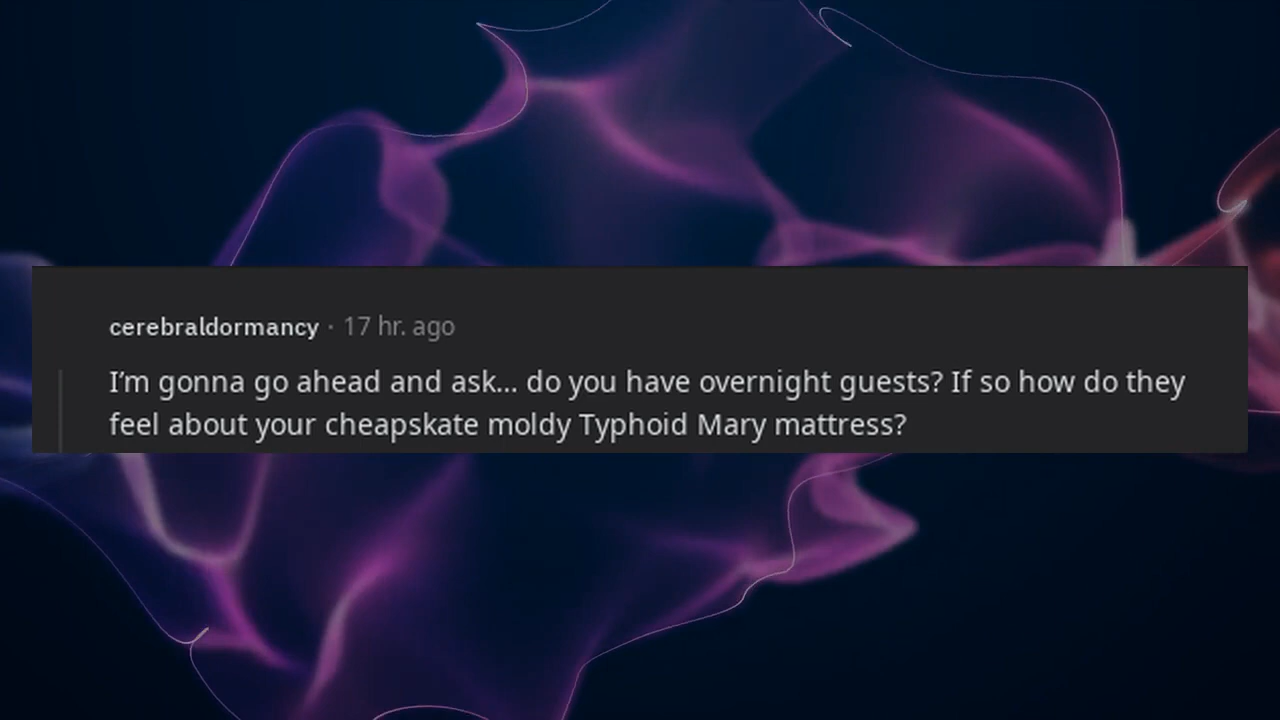 cerebraldormancy · 17 hr. ago
I’m gonna go ahead and ask... do you have overnight guests? If so how do they
feel about your cheapskate moldy Typhoid Mary mattress?